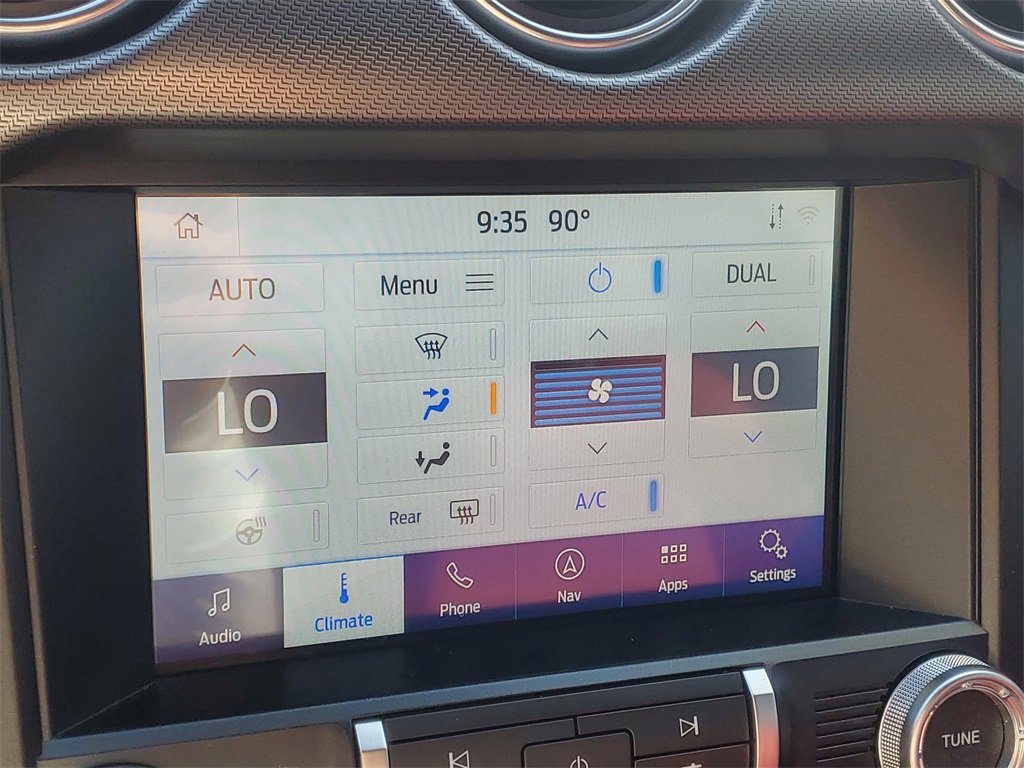 9:35 90°
AUTO
Menu
DUAL
LO
LO
Rear
A/C
Audio
Climate
Phone
Nav
Apps
Settings
TUNE